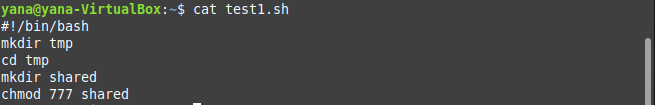 yana@yana-VirtualBox:~$ cat test1.sh
#!/bin/bash
mkdir tmp
cd tmp
mkdir shared
chmod 777 shared